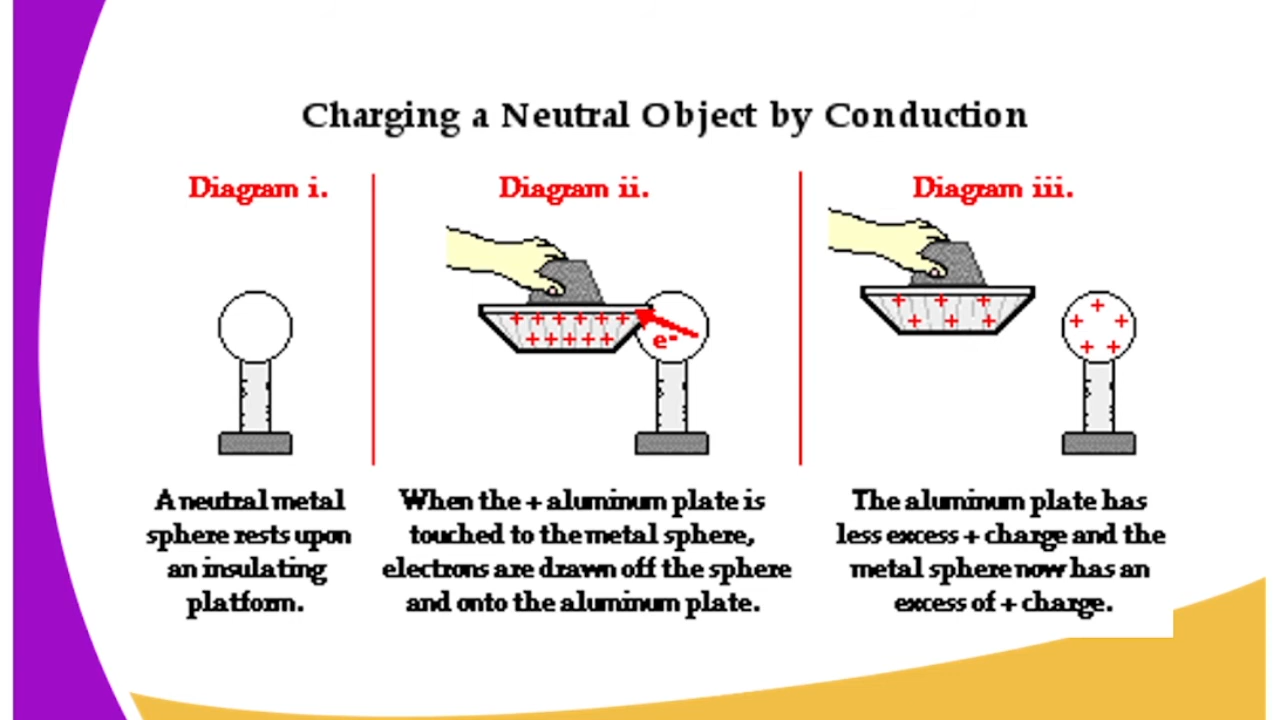 Charging a Neutral Object by Conduction
Diagram i.
A neutral metal
sphere rests upon
an insulating
platform.
Diagram ii.
+ + + + + +
+ + + + +
e-
When the + aluminum plate is
touched to the metal sphere,
electrons are drawn off the sphere
and onto the aluminum plate.
Diagram iii.
+ + +
+ + +
+
+ +
+ +
The aluminum plate has
less excess + charge and the
metal sphere now has an
excess of + charge.